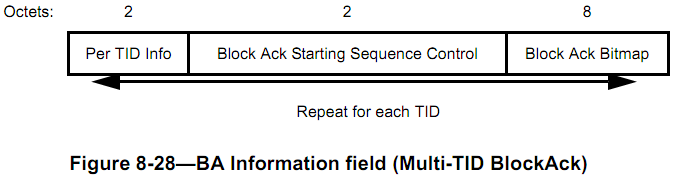 Octets: 2 2 8
Per TID Info Block Ack Starting Sequence Control Block Ack Bitmap
Repeat for each TID
Figure 8-28—BA Information field (Multi-TID BlockAck)